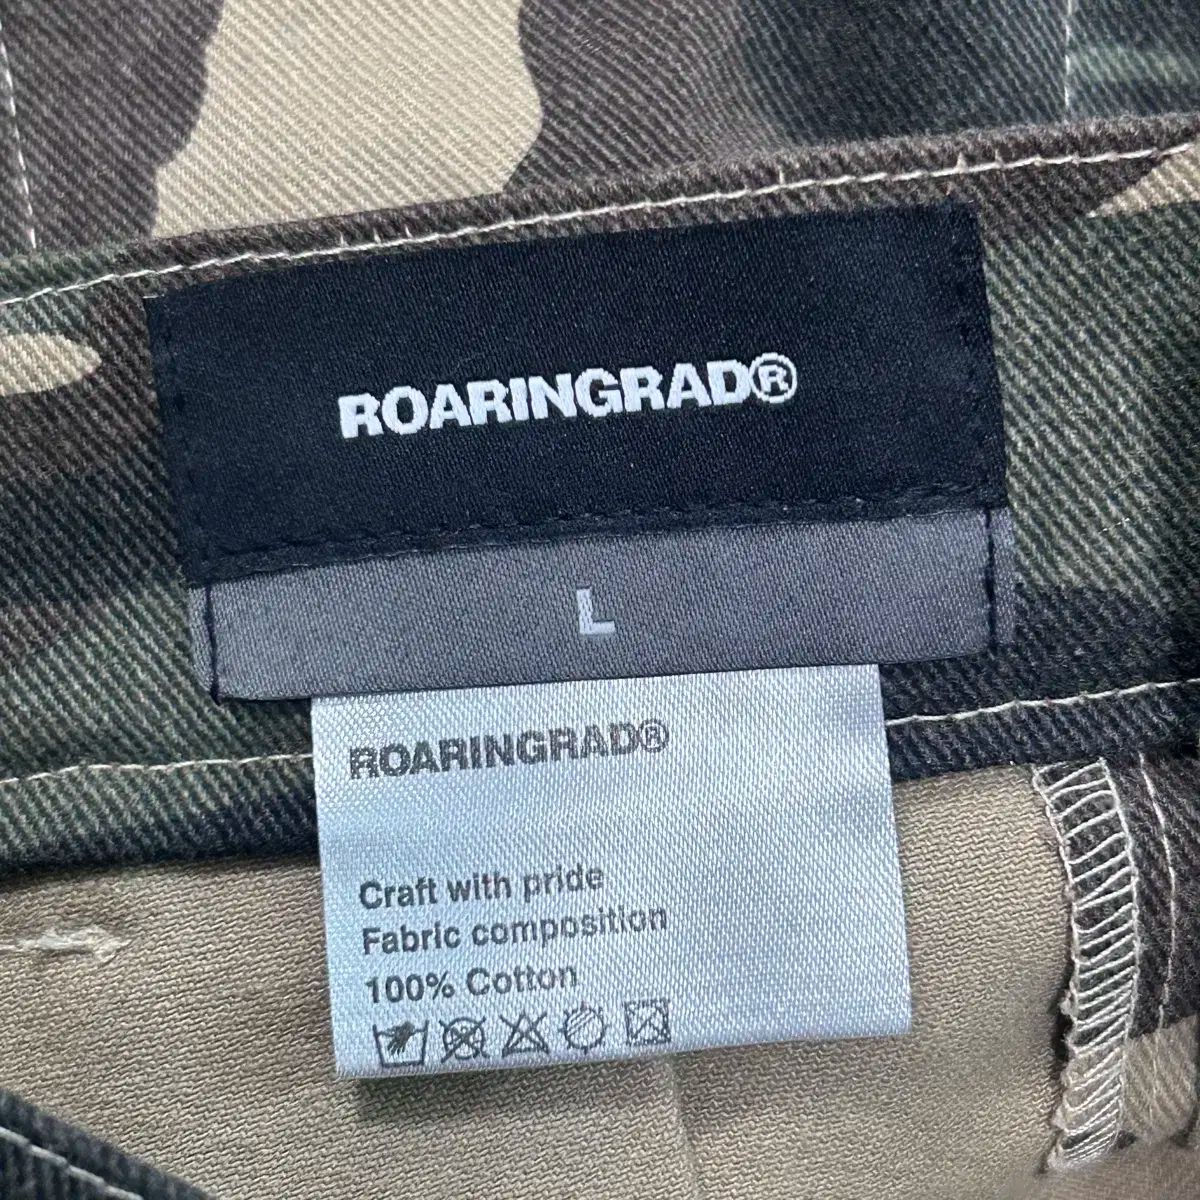 ROARINGRAD®
L
ROARINGRAD®
Craft with pride
Fabric composition
100% Cotton